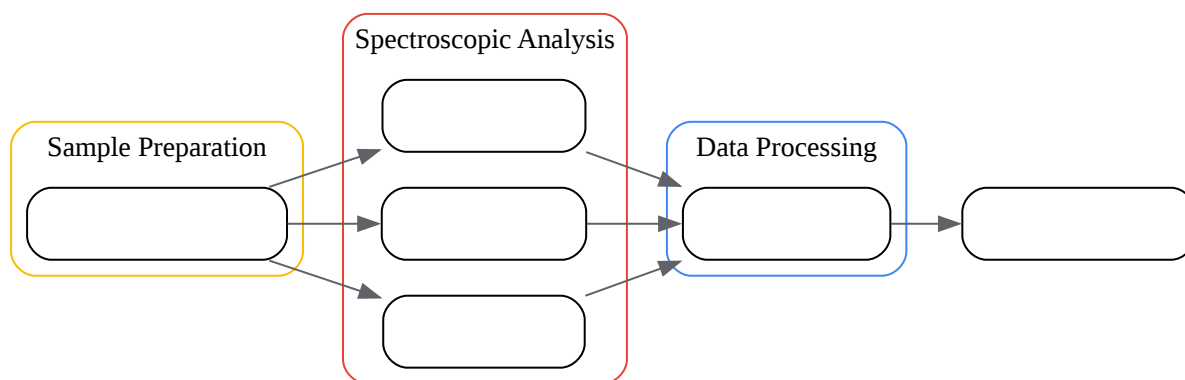 Spectroscopic Analysis
Sample Preparation
Data Processing